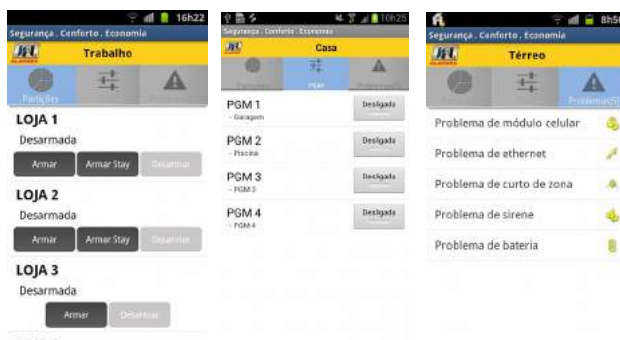 16h22
Segurança . Conforto . Economia
JFL
Trabalho
Partições
LOJA 1
Desarmada
Armar Armar Stay Desarmar
LOJA 2
Desarmada
Armar Armar Stay Desarmar
LOJA 3
Desarmada
Armar Desarmar
10h25
Segurança . Conforto . Economia
JFL
Casa
PGM
PGM 1
- Garagem
Desligada
PGM 2
- Piscina
Desligada
PGM 3
- PGM 3
Desligada
PGM 4
- PGM 4
Desligada
Segurança . Conforto . Economia
JFL
Térreo
Problema de módulo celular
Problema de ethernet
Problema de curto de zona
Problema de sirene
Problema de bateria